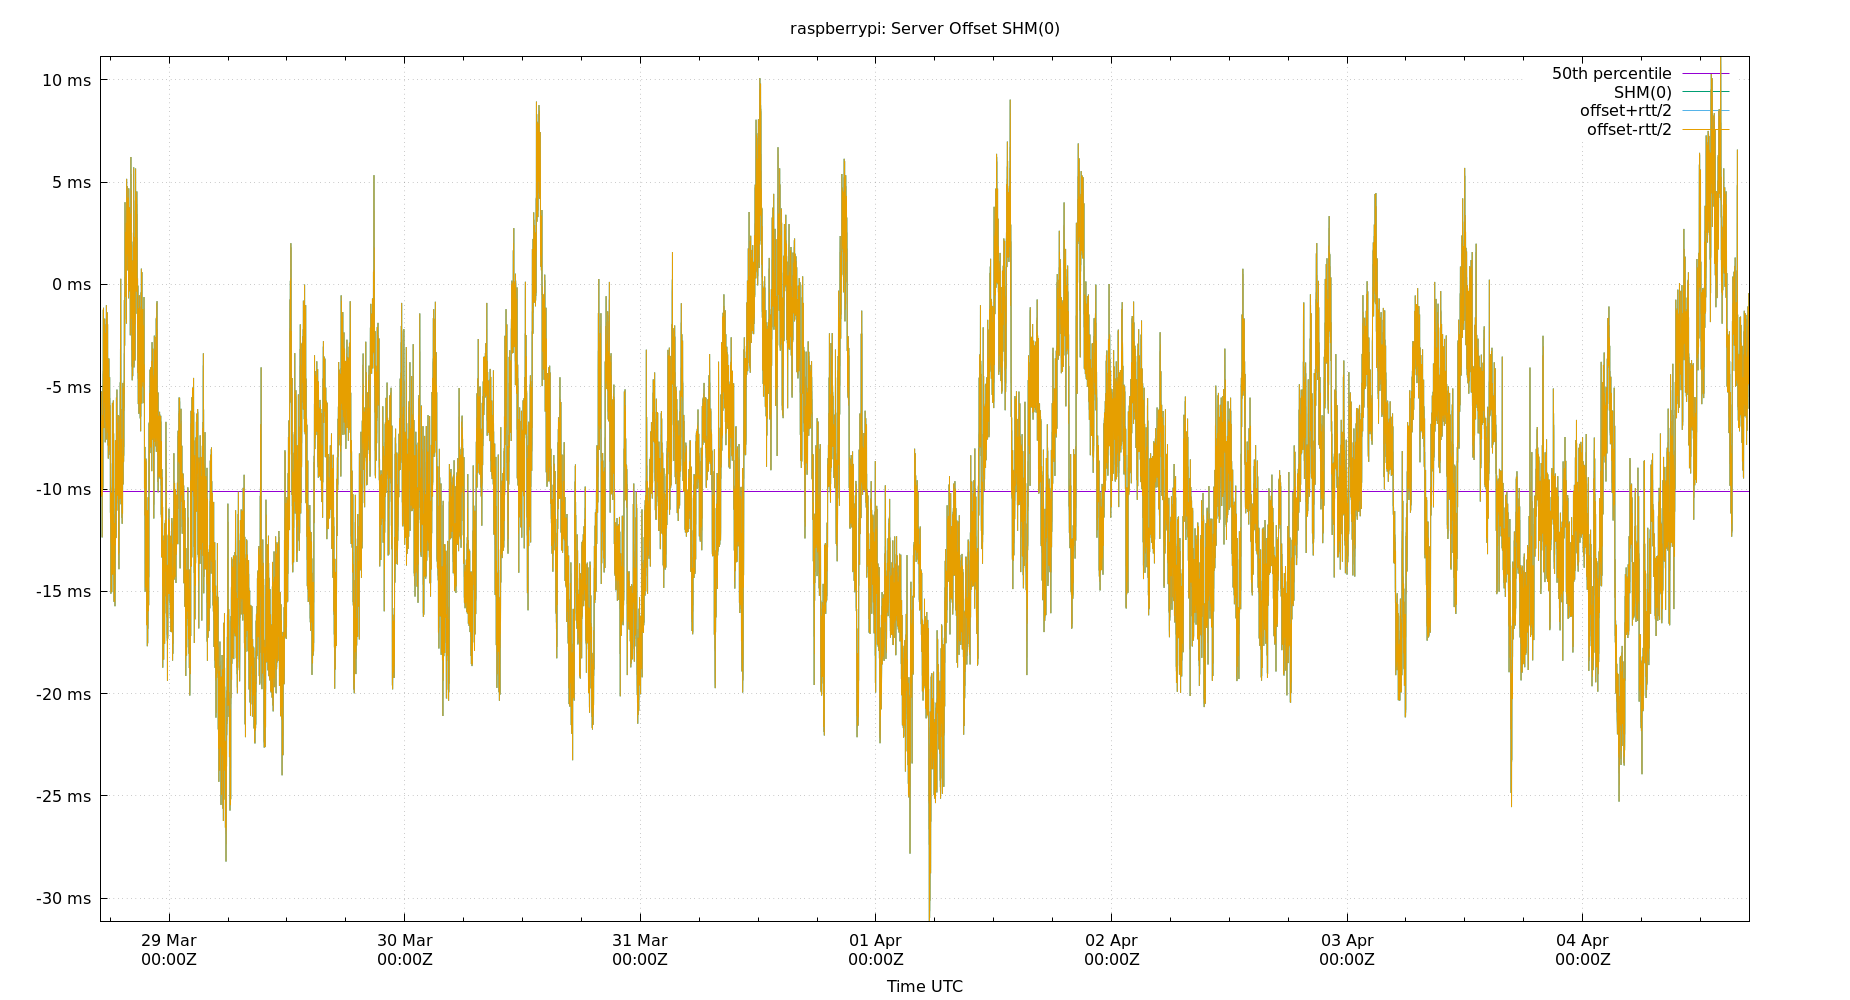 raspberrypi: Server Offset SHM(0)
50th percentile
SHM(0)
offset+rtt/2
offset-rtt/2
10 ms
5 ms
0 ms
-5 ms
-10 ms
-15 ms
-20 ms
-25 ms
-30 ms
29 Mar 30 Mar 31 Mar 01 Apr 02 Apr 03 Apr 04 Apr
00:00Z 00:00Z 00:00Z 00:00Z 00:00Z 00:00Z 00:00Z
Time UTC